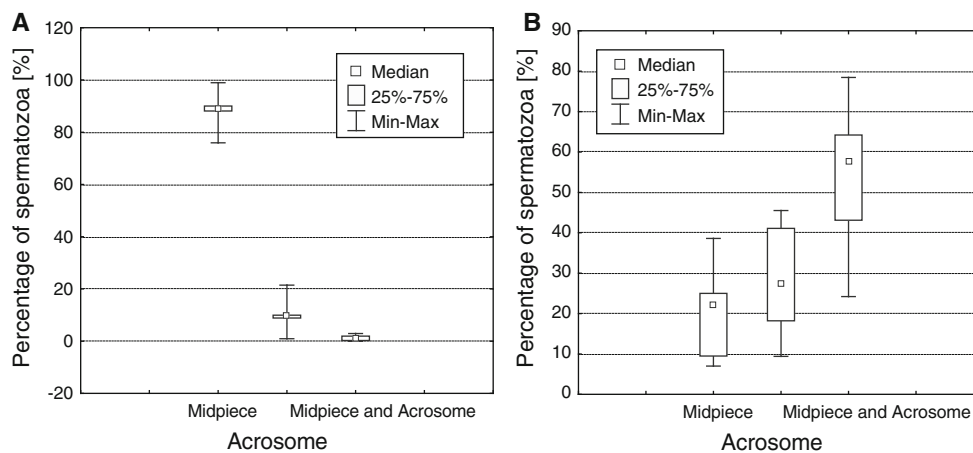 A
Percentage of spermatozoa [%]
120
100
80
60
40
20
0
-20
Median
25%-75%
Min-Max
Midpiece
Midpiece and Acrosome
Acrosome
B
Percentage of spermatozoa [%]
90
80
70
60
50
40
30
20
10
0
Median
25%-75%
Min-Max
Midpiece
Midpiece and Acrosome
Acrosome